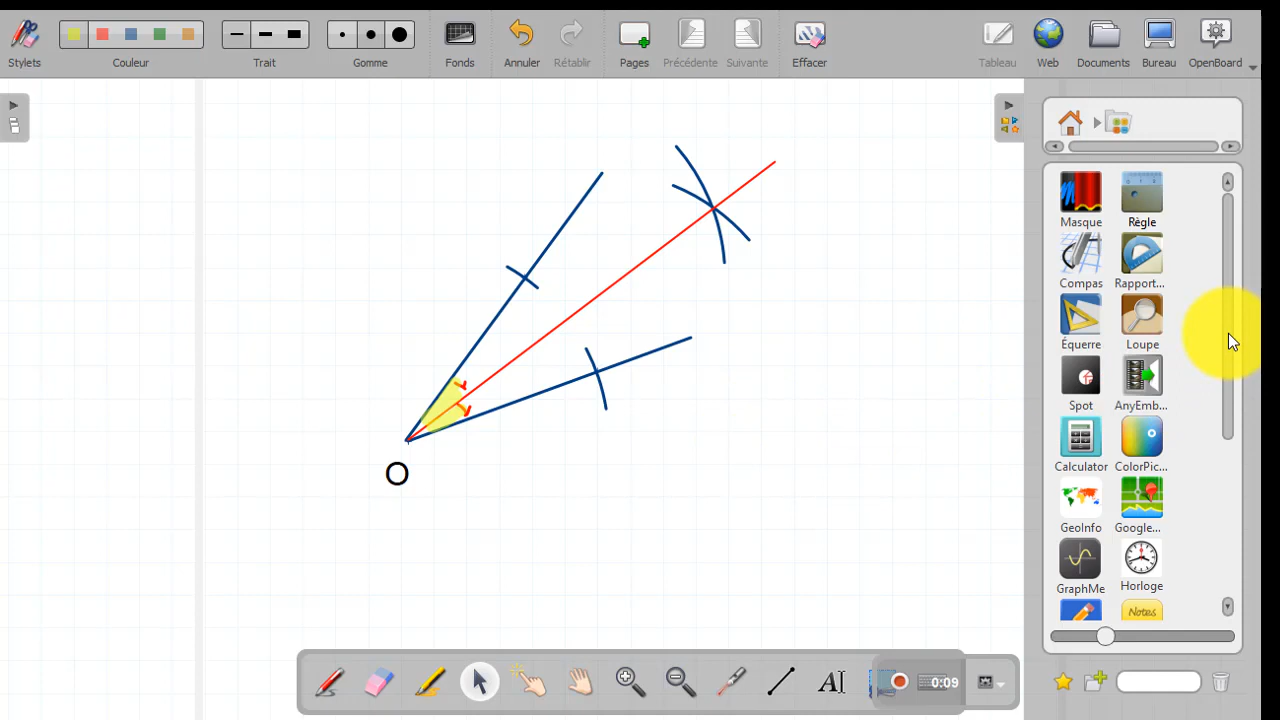 Stylets
Couleur
Trait
Gomme
Fonds
Annuler
Rétablir
Pages
Précédente
Suivante
Effacer
Tableau
Web
Documents
Bureau
OpenBoard
Masque
Règle
Compas
Rapport...
Équerre
Loupe
Spot
AnyEmb...
Calculator
ColorPic...
GeoInfo
Google...
GraphMe
Horloge
Notes
O
0:09